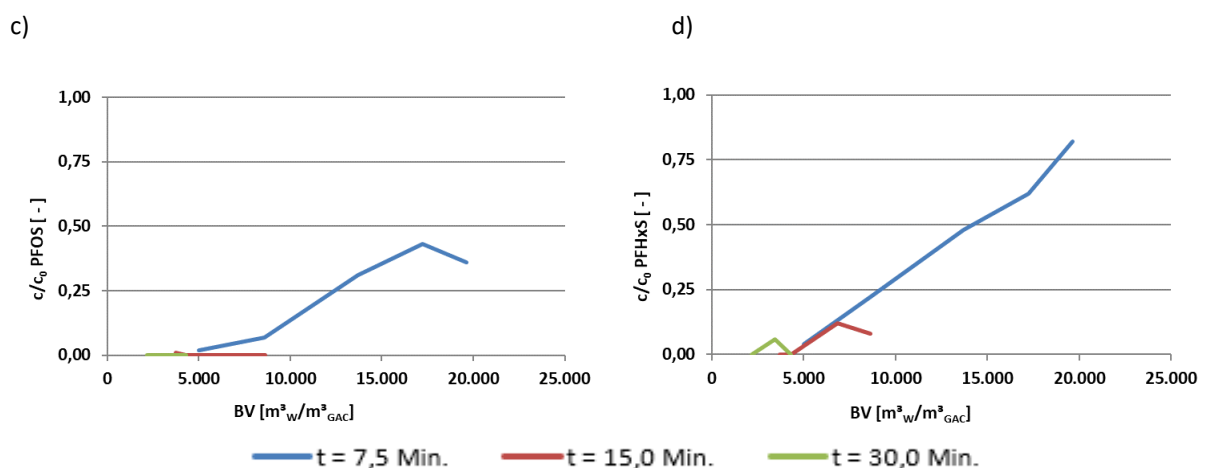 c)
1,00
0,75
0,50
0,25
0,00
c/c₀ PFOS [ - ]
0
5.000
10.000
15.000
20.000
25.000
BV [m³W/m³GAC]
d)
1,00
0,75
0,50
0,25
0,00
c/c₀ PFHxS [ - ]
0
5.000
10.000
15.000
20.000
25.000
BV [m³W/m³GAC]
t = 7,5 Min.
t = 15,0 Min.
t = 30,0 Min.